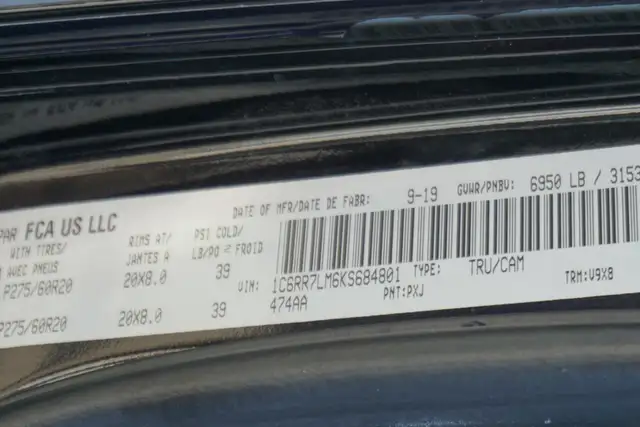 PAR FCA US LLC
DATE OF MFR/DATE DE FABR: 9-19 GVWR/PNBV: 6950 LB / 3153
WITH TIRES/ RIMS AT/ PSI COLD/
AVEC PNEUS JANTES A LB/PO FROID
P275/60R20 20X8.0 39
VIN: 1C6RR7LM6KS684801 TYPE: TRU/CAM
474AA PNT:PXJ TRM:V9X8
P275/60R20 20X8.0 39